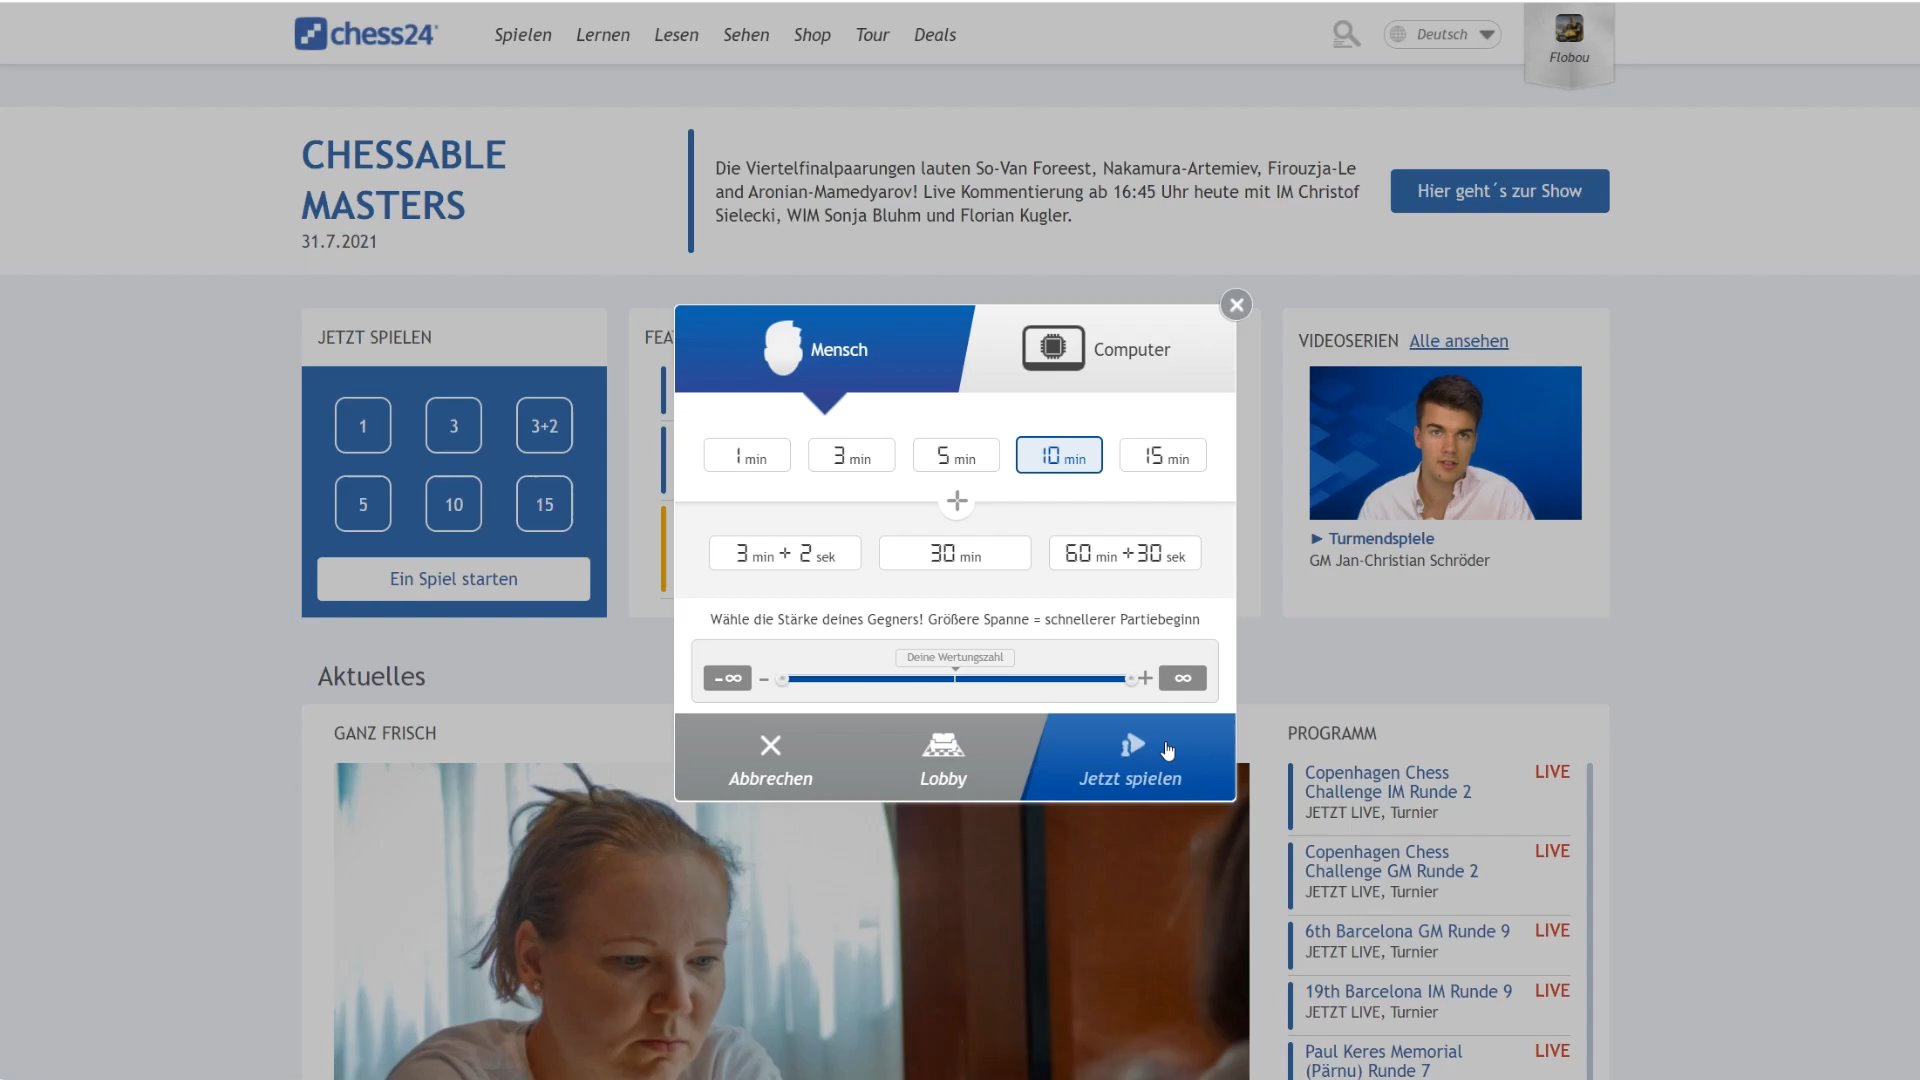 chess24
Spielen
Lernen
Lesen
Sehen
Shop
Tour
Deals
Deutsch
Flobou
CHESSABLE
MASTERS
31.7.2021
Die Viertelfinalpaarungen lauten So-Van Foreest, Nakamura-Artemiev, Firouzja-Le
and Aronian-Mamedyarov! Live Kommentierung ab 16:45 Uhr heute mit IM Christof
Sielecki, WIM Sonja Bluhm und Florian Kugler.
Hier geht´s zur Show
JETZT SPIELEN
1
3
3+2
5
10
15
Ein Spiel starten
FEA
Mensch
Computer
1 min
3 min
5 min
10 min
15 min
3 min + 2 sek
30 min
60 min +30 sek
Wähle die Stärke deines Gegners! Größere Spanne = schnellerer Partiebeginn
Deine Wertungszahl
-∞
-
+
∞
Abbrechen
Lobby
Jetzt spielen
VIDEOSERIEN Alle ansehen
Turmendspiele
GM Jan-Christian Schröder
Aktuelles
GANZ FRISCH
PROGRAMM
Copenhagen Chess
Challenge IM Runde 2
LIVE
JETZT LIVE, Turnier
Copenhagen Chess
Challenge GM Runde 2
LIVE
JETZT LIVE, Turnier
6th Barcelona GM Runde 9
LIVE
JETZT LIVE, Turnier
19th Barcelona IM Runde 9
LIVE
JETZT LIVE, Turnier
Paul Keres Memorial
(Pärnu) Runde 7
LIVE